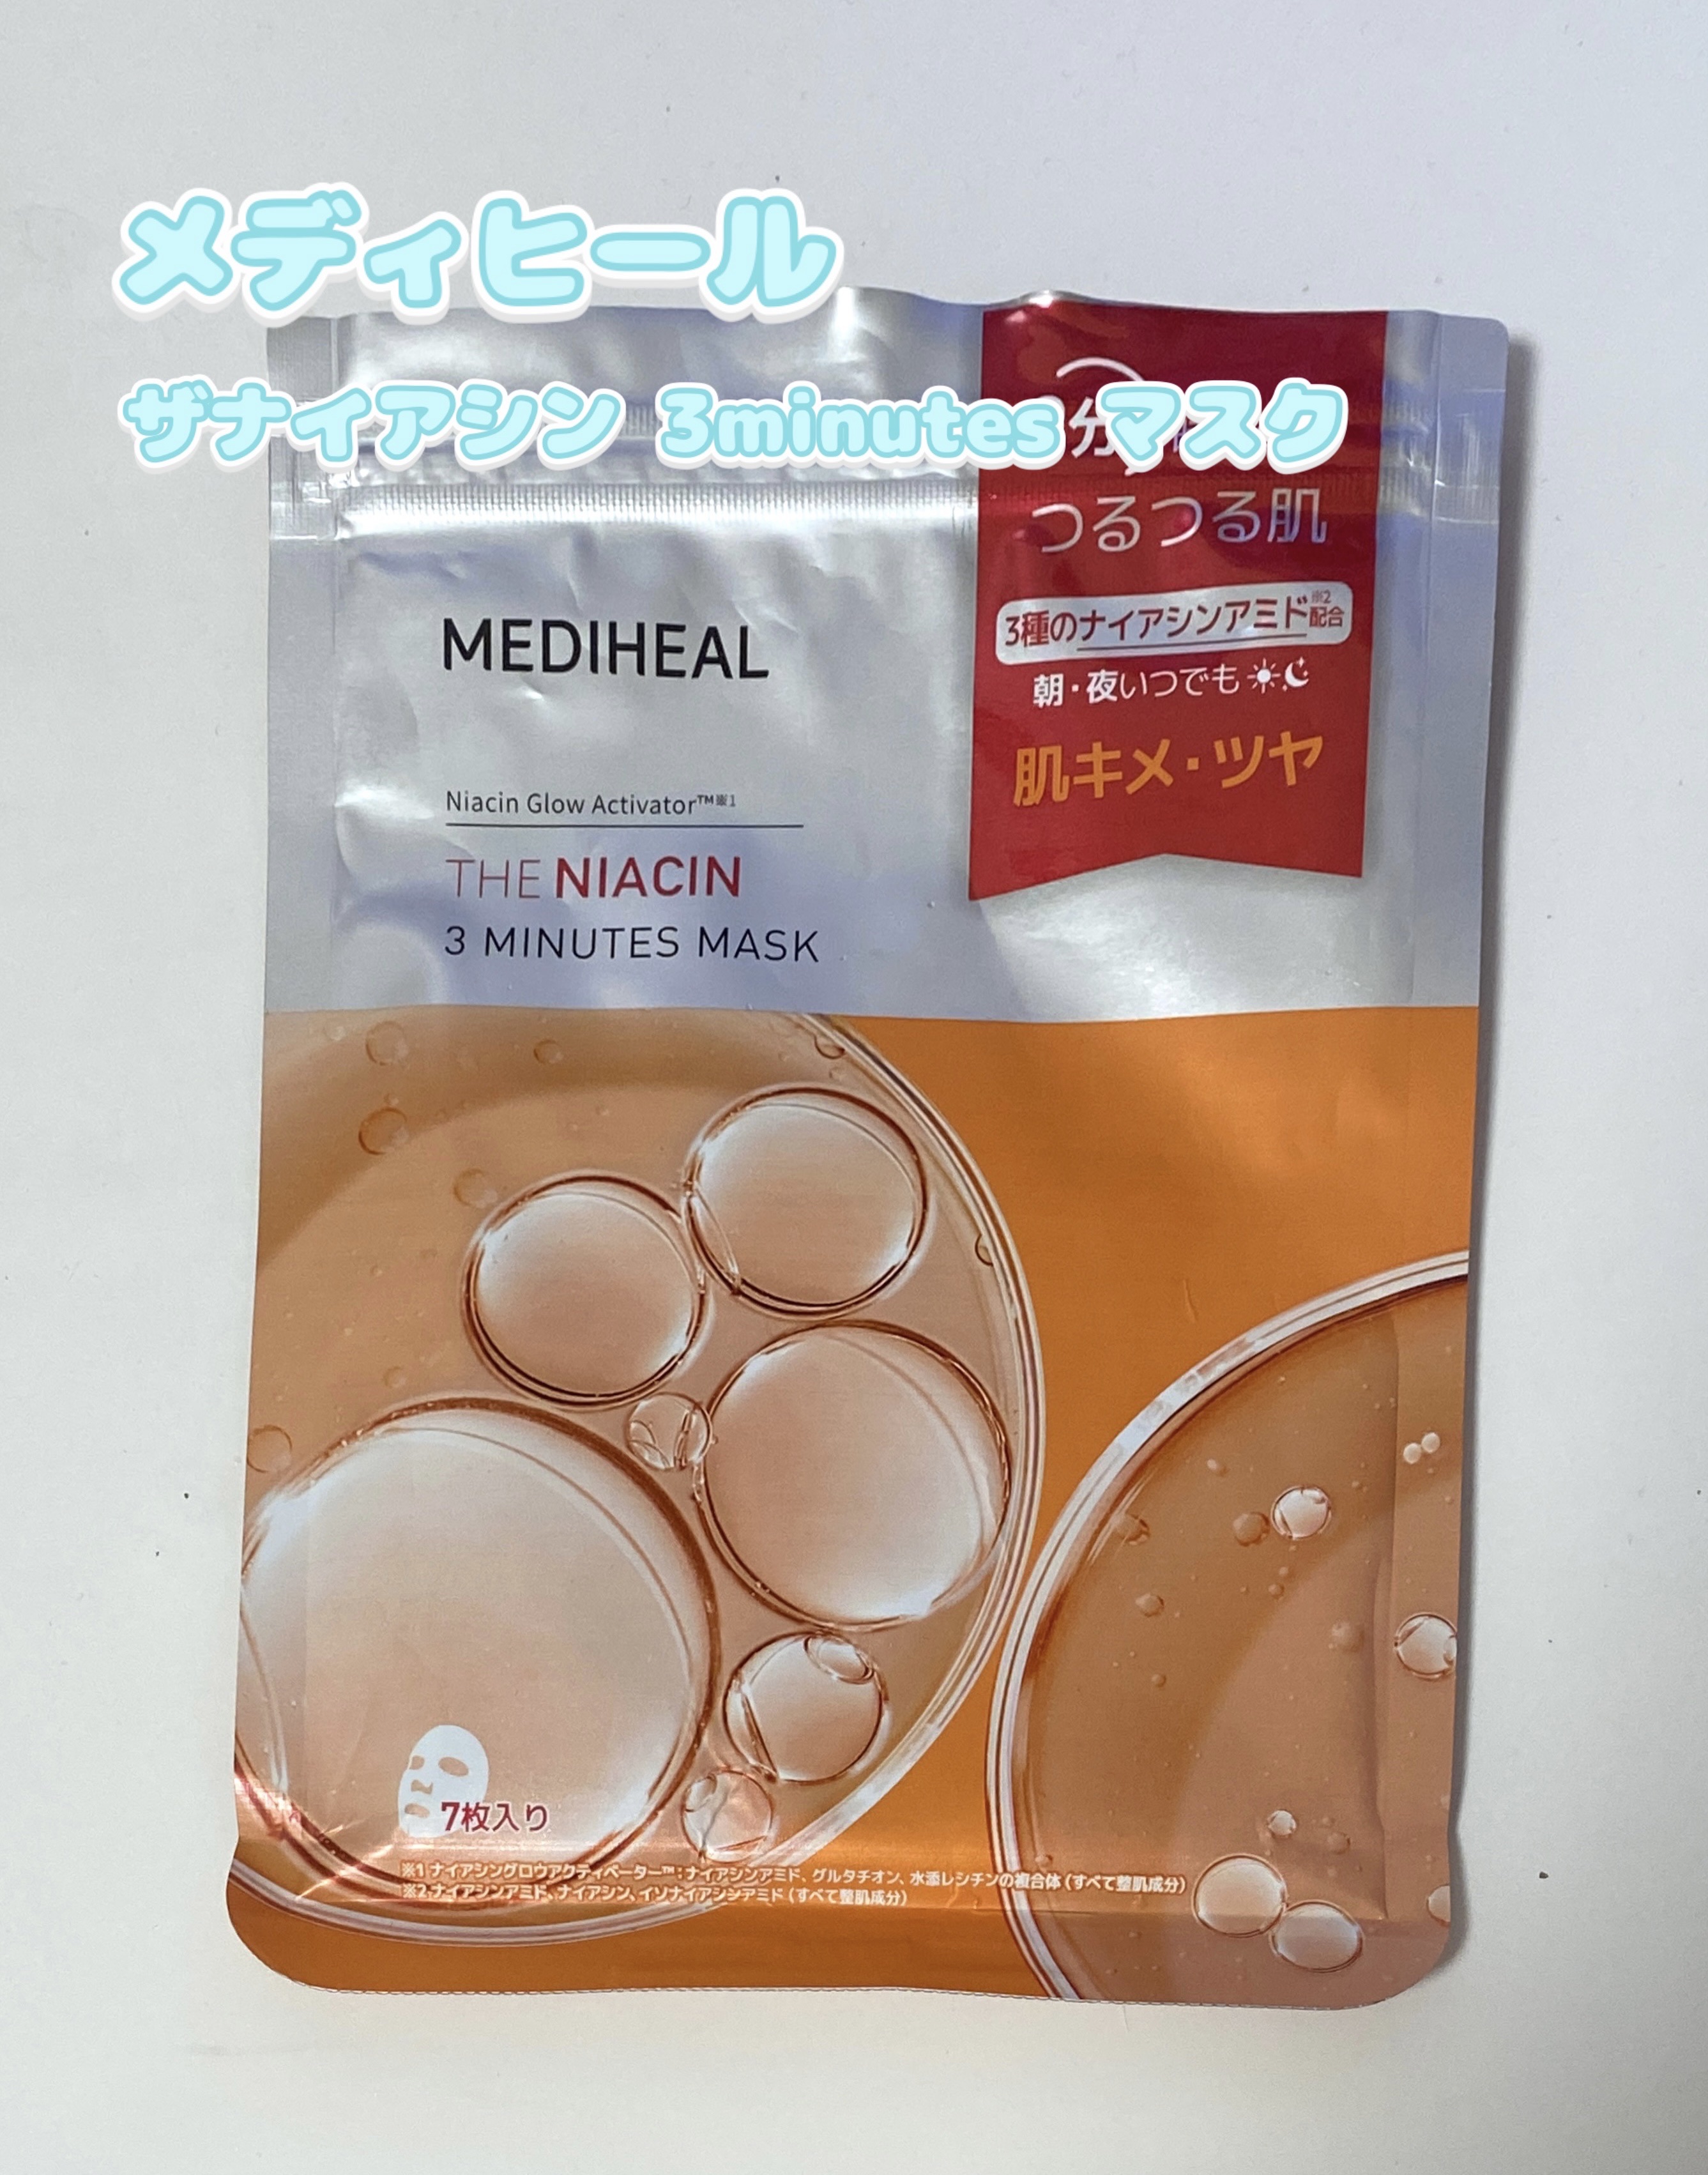 メディヒール
ザナイアシン 3minutes マスク
つるつる肌
3種のナイアシンアミド※2配合
朝・夜いつでも
肌キメ・ツヤ
MEDIHEAL
Niacin Glow Activator™※1
THE NIACIN
3 MINUTES MASK
7枚入り
※1 ナイアシングロウアクティベーター™:ナイアシンアミド、グルタチオン、水添レシチンの複合体(すべて整肌成分)
※2 ナイアシンアミド、ナイアシン、イソナイアシンアミド(すべて整肌成分)